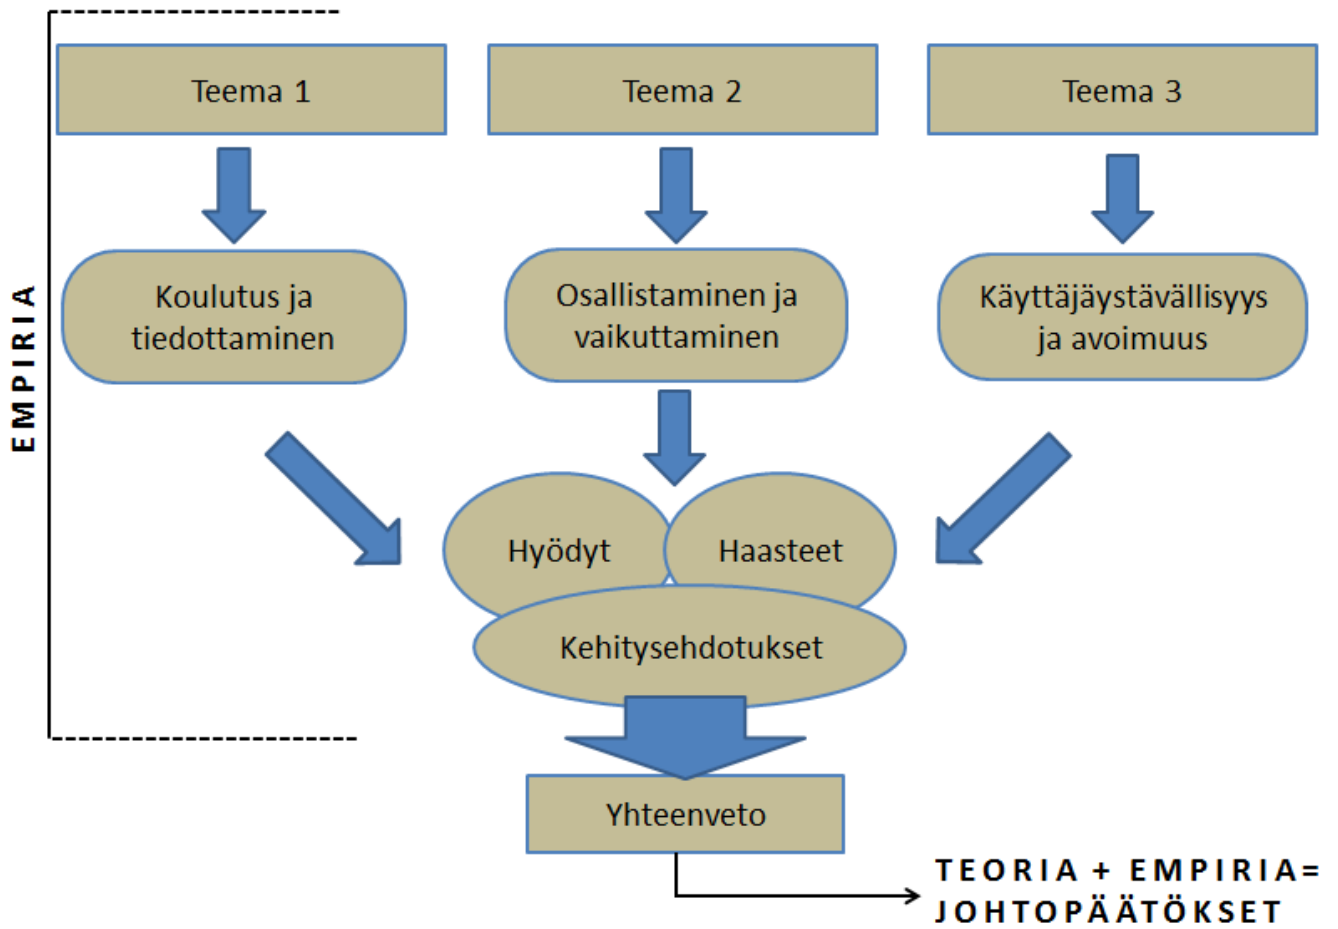 Teema 1
Teema 2
Teema 3
EMPIRIA
Koulutus ja
tiedottaminen
Osallistaminen ja
vaikuttaminen
Käyttäjäystävällisyys
ja avoimuus
Hyödyt
Haasteet
Kehitysehdotukset
Yhteenveto
TEORIA + EMPIRIA=
JOHTOPÄÄTÖKSET